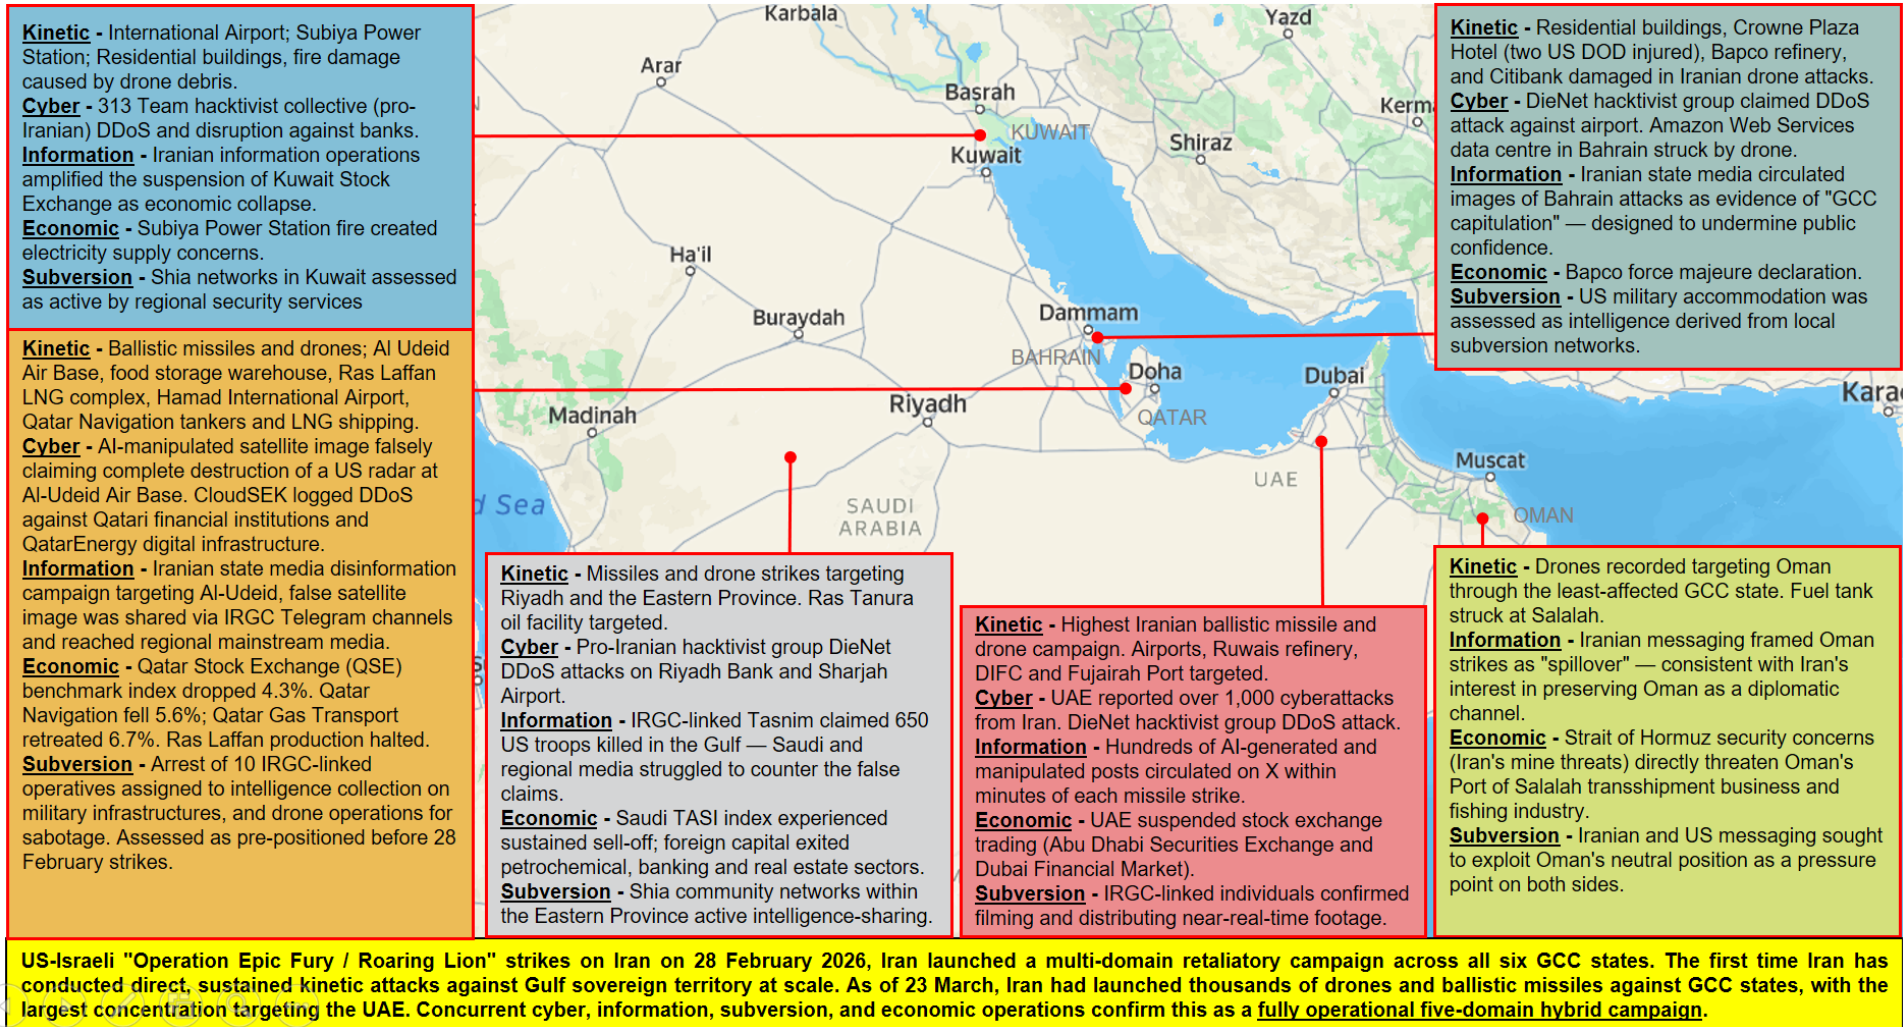 Kinetic - International Airport; Subiya Power
Station; Residential buildings, fire damage
caused by drone debris.
Cyber - 313 Team hacktivist collective (pro-
Iranian) DDoS and disruption against banks.
Information - Iranian information operations
amplified the suspension of Kuwait Stock
Exchange as economic collapse.
Economic - Subiya Power Station fire created
electricity supply concerns.
Subversion - Shia networks in Kuwait assessed
as active by regional security services
Kinetic - Ballistic missiles and drones; Al Udeid
Air Base, food storage warehouse, Ras Laffan
LNG complex, Hamad International Airport,
Qatar Navigation tankers and LNG shipping.
Cyber - AI-manipulated satellite image falsely
claiming complete destruction of a US radar at
Al-Udeid Air Base. CloudSEK logged DDoS
against Qatari financial institutions and
QatarEnergy digital infrastructure.
Information - Iranian state media disinformation
campaign targeting Al-Udeid, false satellite
image was shared via IRGC Telegram channels
and reached regional mainstream media.
Economic - Qatar Stock Exchange (QSE)
benchmark index dropped 4.3%. Qatar
Navigation fell 5.6%; Qatar Gas Transport
retreated 6.7%. Ras Laffan production halted.
Subversion - Arrest of 10 IRGC-linked
operatives assigned to intelligence collection on
military infrastructures, and drone operations for
sabotage. Assessed as pre-positioned before 28
February strikes.
Karbala
Yazd
Arar
Basrah
Kerm
KUWAIT
Shiraz
Kuwait
Ha'il
Dammam
Buraydah
BAHRAIN
Doha
Dubai
Karac
Riyadh
Madinah
QATAR
Muscat
UAE
d Sea
SAUDI
ARABIA
OMAN
Kinetic - Missiles and drone strikes targeting
Riyadh and the Eastern Province. Ras Tanura
oil facility targeted.
Cyber - Pro-Iranian hacktivist group DieNet
DDoS attacks on Riyadh Bank and Sharjah
Airport.
Information - IRGC-linked Tasnim claimed 650
US troops killed in the Gulf — Saudi and
regional media struggled to counter the false
claims.
Economic - Saudi TASI index experienced
sustained sell-off; foreign capital exited
petrochemical, banking and real estate sectors.
Subversion - Shia community networks within
the Eastern Province active intelligence-sharing.
Kinetic - Highest Iranian ballistic missile and
drone campaign. Airports, Ruwais refinery,
DIFC and Fujairah Port targeted.
Cyber - UAE reported over 1,000 cyberattacks
from Iran. DieNet hacktivist group DDoS attack.
Information - Hundreds of AI-generated and
manipulated posts circulated on X within
minutes of each missile strike.
Economic - UAE suspended stock exchange
trading (Abu Dhabi Securities Exchange and
Dubai Financial Market).
Subversion - IRGC-linked individuals confirmed
filming and distributing near-real-time footage.
Kinetic - Residential buildings, Crowne Plaza
Hotel (two US DOD injured), Bapco refinery,
and Citibank damaged in Iranian drone attacks.
Cyber - DieNet hacktivist group claimed DDoS
attack against airport. Amazon Web Services
data centre in Bahrain struck by drone.
Information - Iranian state media circulated
images of Bahrain attacks as evidence of "GCC
capitulation" — designed to undermine public
confidence.
Economic - Bapco force majeure declaration.
Subversion - US military accommodation was
assessed as intelligence derived from local
subversion networks.
Kinetic - Drones recorded targeting Oman
through the least-affected GCC state. Fuel tank
struck at Salalah.
Information - Iranian messaging framed Oman
strikes as "spillover" — consistent with Iran's
interest in preserving Oman as a diplomatic
channel.
Economic - Strait of Hormuz security concerns
(Iran's mine threats) directly threaten Oman's
Port of Salalah transshipment business and
fishing industry.
Subversion - Iranian and US messaging sought
to exploit Oman's neutral position as a pressure
point on both sides.
US-Israeli "Operation Epic Fury / Roaring Lion" strikes on Iran on 28 February 2026, Iran launched a multi-domain retaliatory campaign across all six GCC states. The first time Iran has
conducted direct, sustained kinetic attacks against Gulf sovereign territory at scale. As of 23 March, Iran had launched thousands of drones and ballistic missiles against GCC states, with the
largest concentration targeting the UAE. Concurrent cyber, information, subversion, and economic operations confirm this as a fully operational five-domain hybrid campaign.